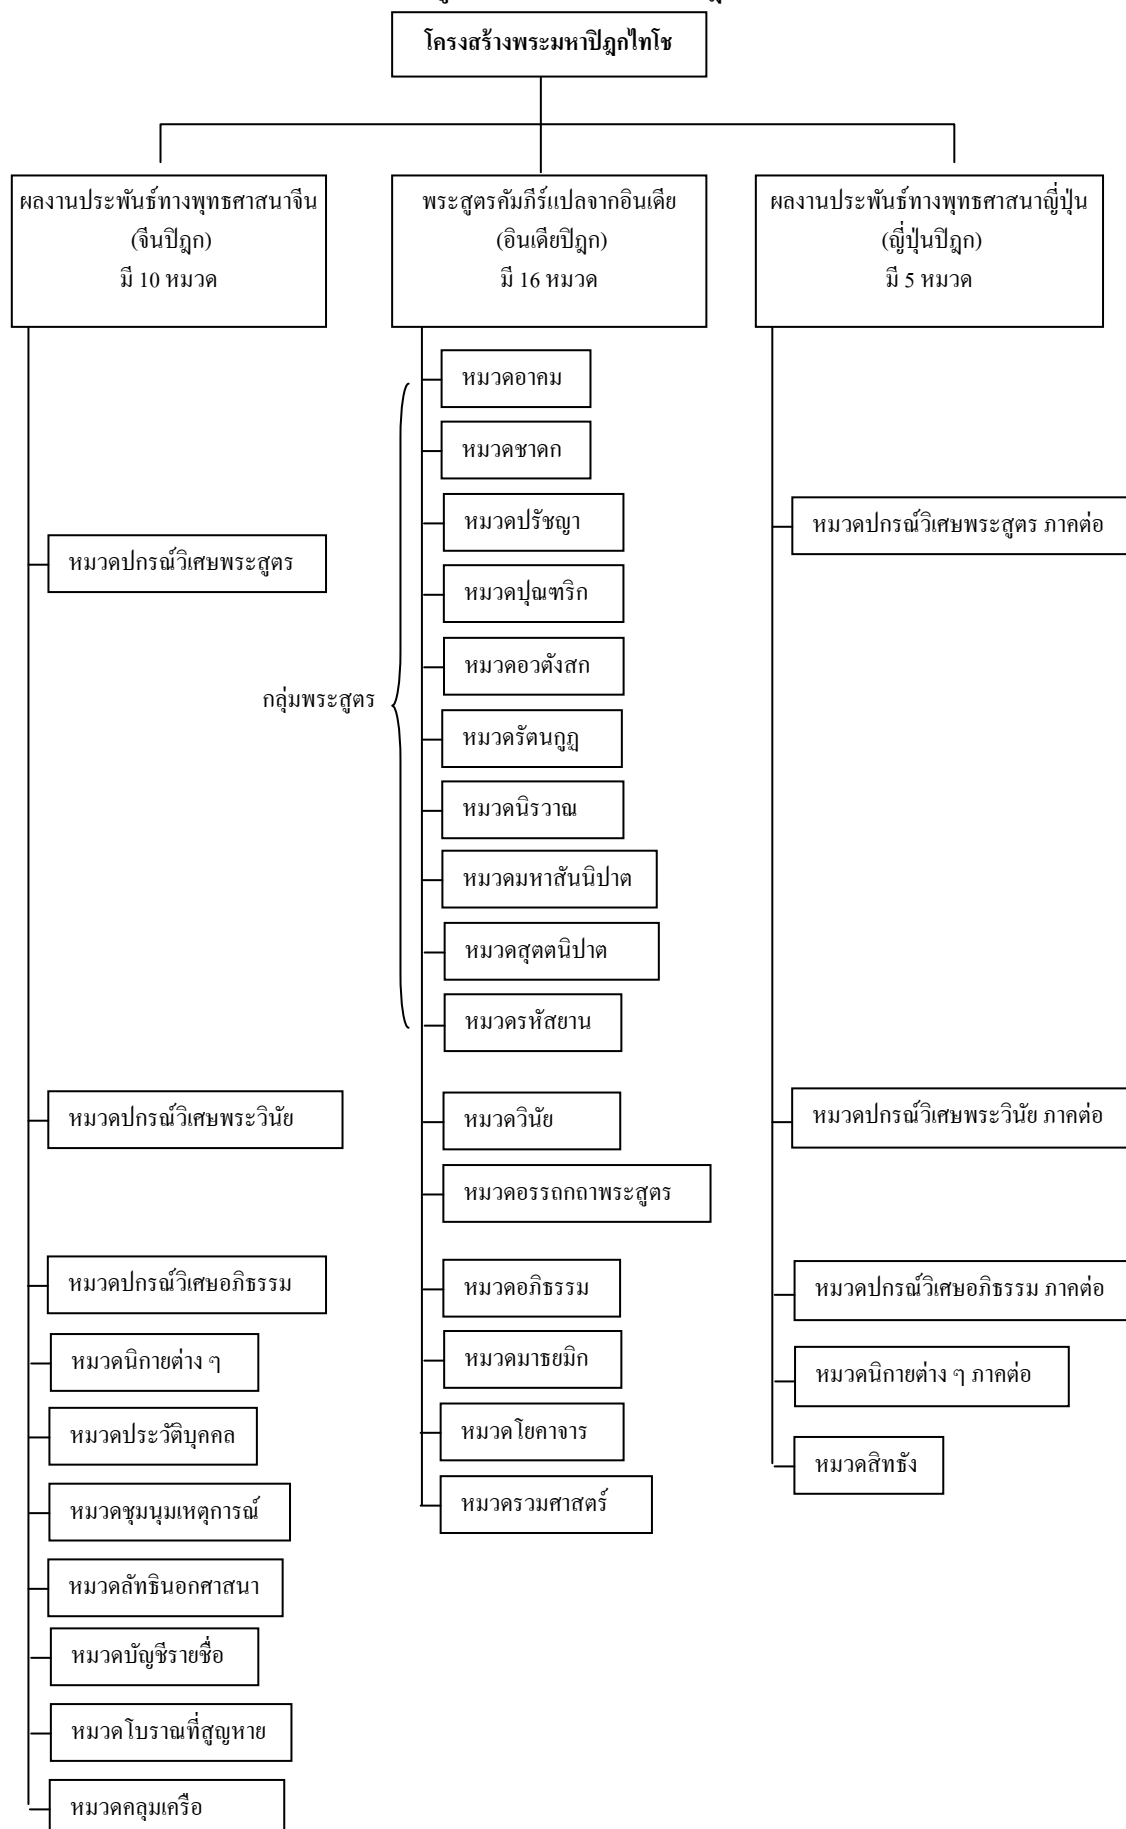 โครงสร้างพระมหาปิฎกไทโช
ผลงานประพันธ์ทางพุทธศาสนาจีน
(จีนปิฎก)
มี 10 หมวด
พระสูตรคัมภีร์แปลจากอินเดีย
(อินเดียปิฎก)
มี 16 หมวด
ผลงานประพันธ์ทางพุทธศาสนาญี่ปุ่น
(ญี่ปุ่นปิฎก)
มี 5 หมวด
หมวดปกรณ์วิเศษพระสูตร
หมวดปกรณ์วิเศษพระวินัย
หมวดปกรณ์วิเศษอภิธรรม
หมวดนิกายต่าง ๆ
หมวดประวัติบุคคล
หมวดชุมนุมเหตุการณ์
หมวดลัทธินอกศาสนา
หมวดบัญชีรายชื่อ
หมวดโบราณที่สูญหาย
หมวดคลุมเครือ
กลุ่มพระสูตร
หมวดอาคม
หมวดชาดก
หมวดปรัชญา
หมวดปุณฑริก
หมวดอวตังสก
หมวดรัตนกูฏ
หมวดนิรวาณ
หมวดมหาสันนิปาต
หมวดสุตตนิปาต
หมวดรหัสยาน
หมวดวินัย
หมวดอรรถกถาพระสูตร
หมวดอภิธรรม
หมวดมาธยมิก
หมวดโยคาจาร
หมวดรวมศาสตร์
หมวดปกรณ์วิเศษพระสูตร ภาคต่อ
หมวดปกรณ์วิเศษพระวินัย ภาคต่อ
หมวดปกรณ์วิเศษอภิธรรม ภาคต่อ
หมวดนิกายต่าง ๆ ภาคต่อ
หมวดสิทธัง